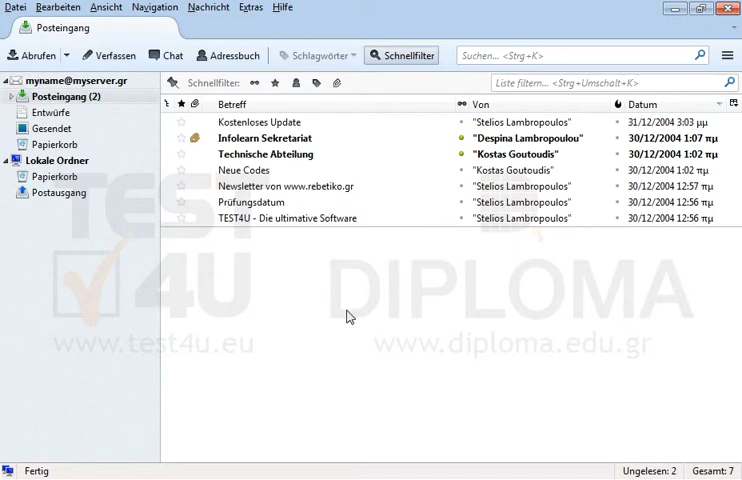 Datei Bearbeiten Ansicht Navigation Nachricht Extras Hilfe
Posteingang
Abrufen Verfassen Chat Adressbuch Schlagwörter Schnellfilter Suchen... <Strg+K>
myname@myserver.gr
Posteingang (2)
Entwürfe
Gesendet
Papierkorb
Lokale Ordner
Papierkorb
Postausgang
Schnellfilter: Liste filtern... <Strg+Umschalt+K>
Betreff Von Datum
Kostenloses Update "Stelios Lambropoulos" 31/12/2004 3:03 μμ
Infolearn Sekretariat "Despina Lambropoulou" 30/12/2004 1:07 πμ
Technische Abteilung "Kostas Goutoudis" 30/12/2004 1:02 πμ
Neue Codes "Kostas Goutoudis" 30/12/2004 1:02 πμ
Newsletter von www.rebetiko.gr "Stelios Lambropoulos" 30/12/2004 12:57 πμ
Prüfungsdatum "Stelios Lambropoulos" 30/12/2004 12:56 πμ
TEST4U - Die ultimative Software "Stelios Lambropoulos" 30/12/2004 12:56 πμ
TEST
4U DIPLOMA
www.test4u.eu www.diploma.edu.gr
Fertig Ungelesen: 2 Gesamt: 7